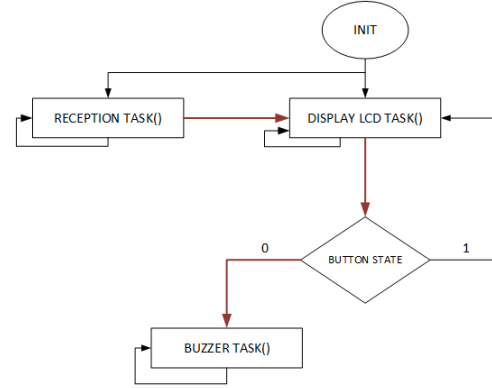 INIT
RECEPTION TASK()
DISPLAY LCD TASK()
0
BUTTON STATE
1
BUZZER TASK()